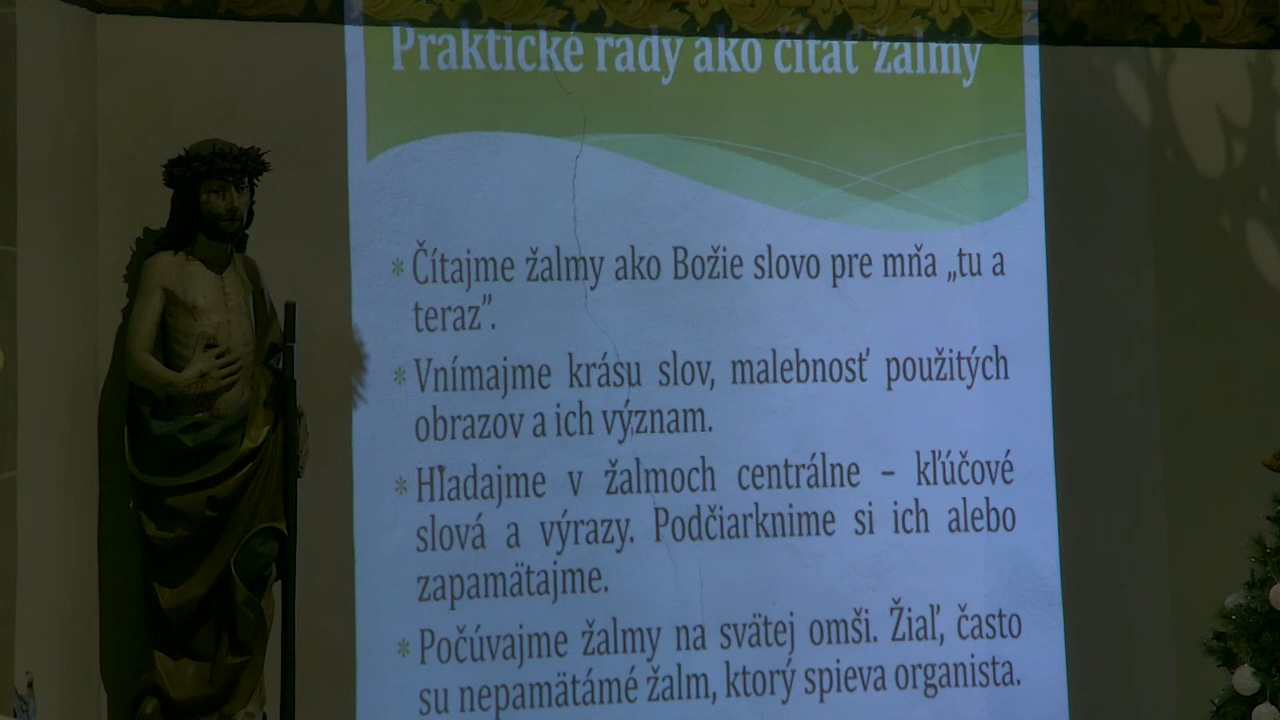 Praktické rady ako čítať žalmy
* Čítajme žalmy ako Božie slovo pre mňa „tu a
teraz”.
* Vnímajme krásu slov, malebnosť použitých
obrazov a ich význam.
* Hľadajme v žalmoch centrálne – kľúčové
slová a výrazy. Podčiarknime si ich alebo
zapamätajme.
* Počúvajme žalmy na svätej omši. Žiaľ, často
su nepamätámé žalm, ktorý spieva organista.